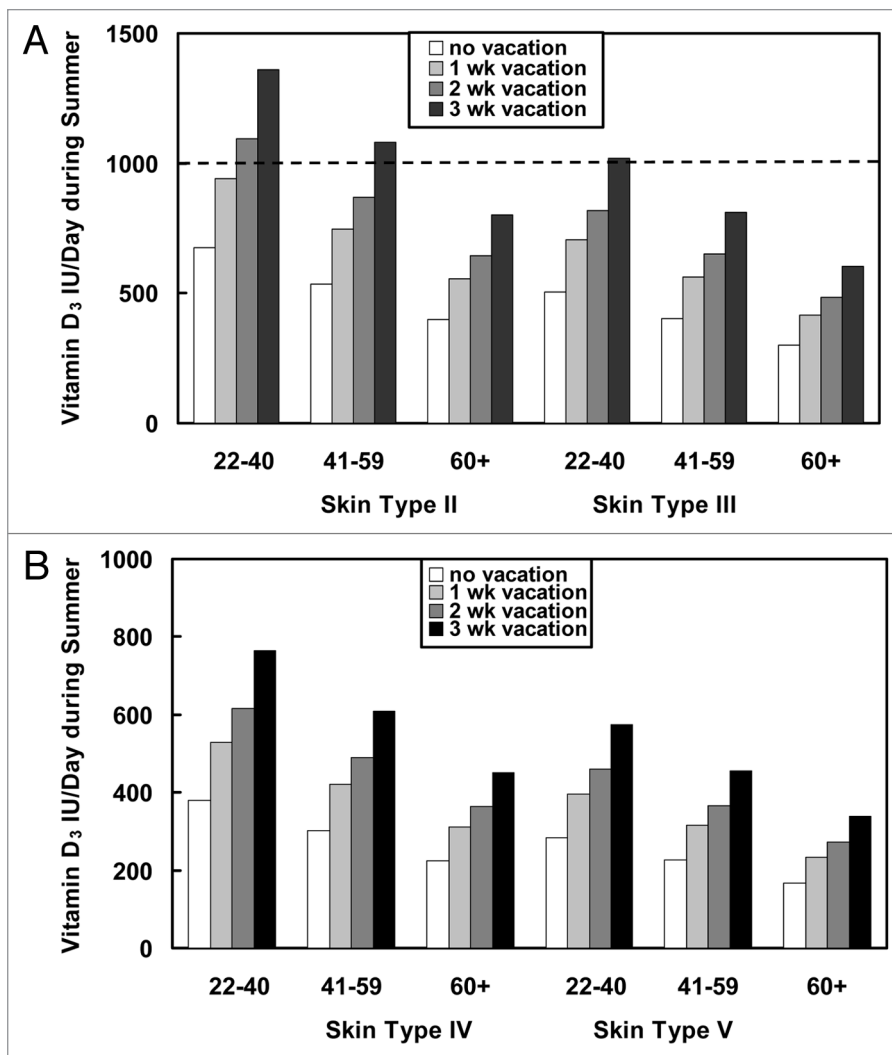 A
Vitamin D₃ IU/Day during Summer
1500
1000
500
0
no vacation
1 wk vacation
2 wk vacation
3 wk vacation
22-40 41-59 60+ 22-40 41-59 60+
Skin Type II Skin Type III
B
Vitamin D₃ IU/Day during Summer
1000
800
600
400
200
0
no vacation
1 wk vacation
2 wk vacation
3 wk vacation
22-40 41-59 60+ 22-40 41-59 60+
Skin Type IV Skin Type V